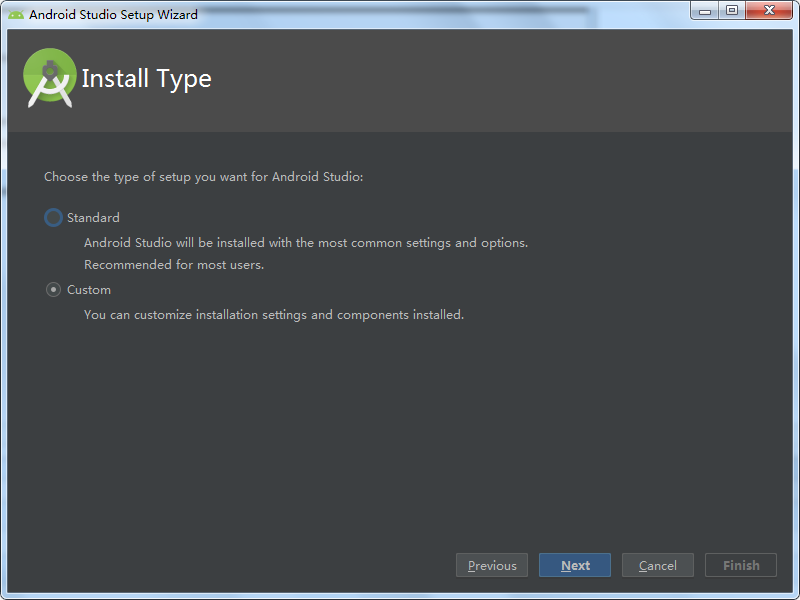 Android Studio Setup Wizard
Install Type
Choose the type of setup you want for Android Studio:
Standard
Android Studio will be installed with the most common settings and options.
Recommended for most users.
Custom
You can customize installation settings and components installed.
Previous Next Cancel Finish